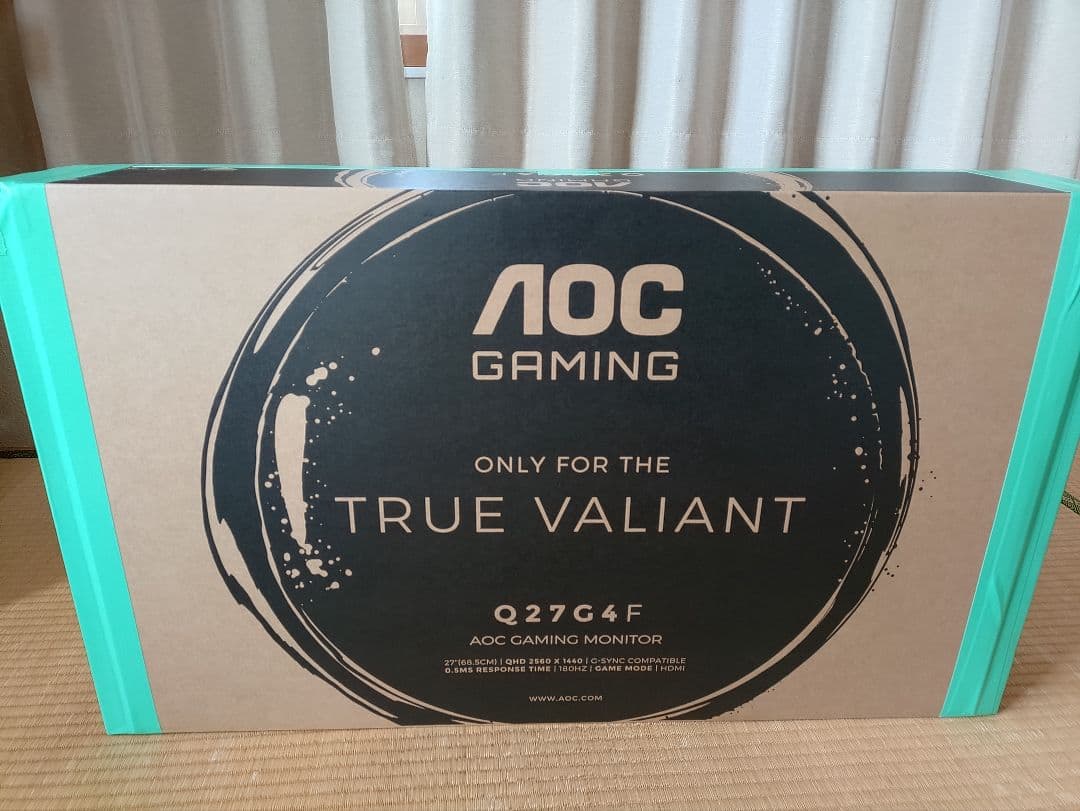 AOC
AOC
GAMING
ONLY FOR THE
TRUE VALIANT
Q27G4F
AOC GAMING MONITOR
27"(68.5CM) | QHD 2560 X 1440 | G-SYNC COMPATIBLE
0.5MS RESPONSE TIME | 180HZ | GAME MODE | HDMI
WWW.AOC.COM